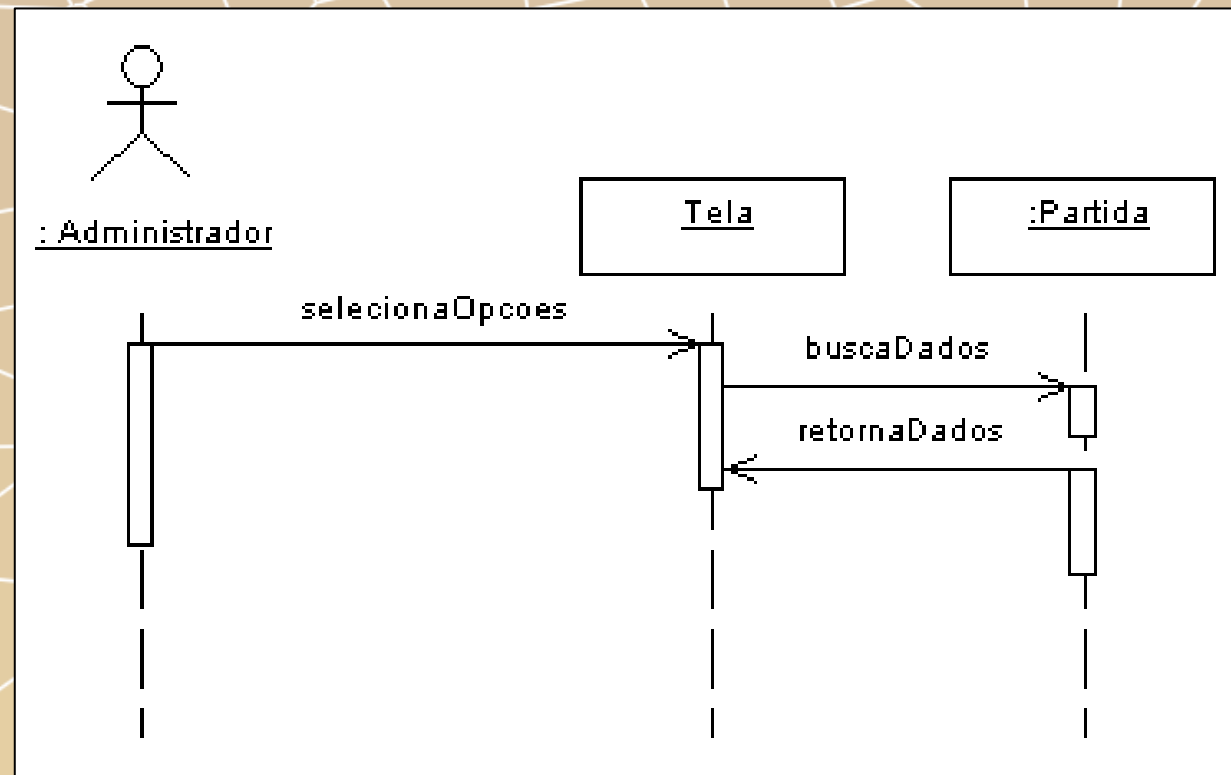 : Administrador
Tela
:Partida
selecionaOpcoes
buscaDados
retornaDados